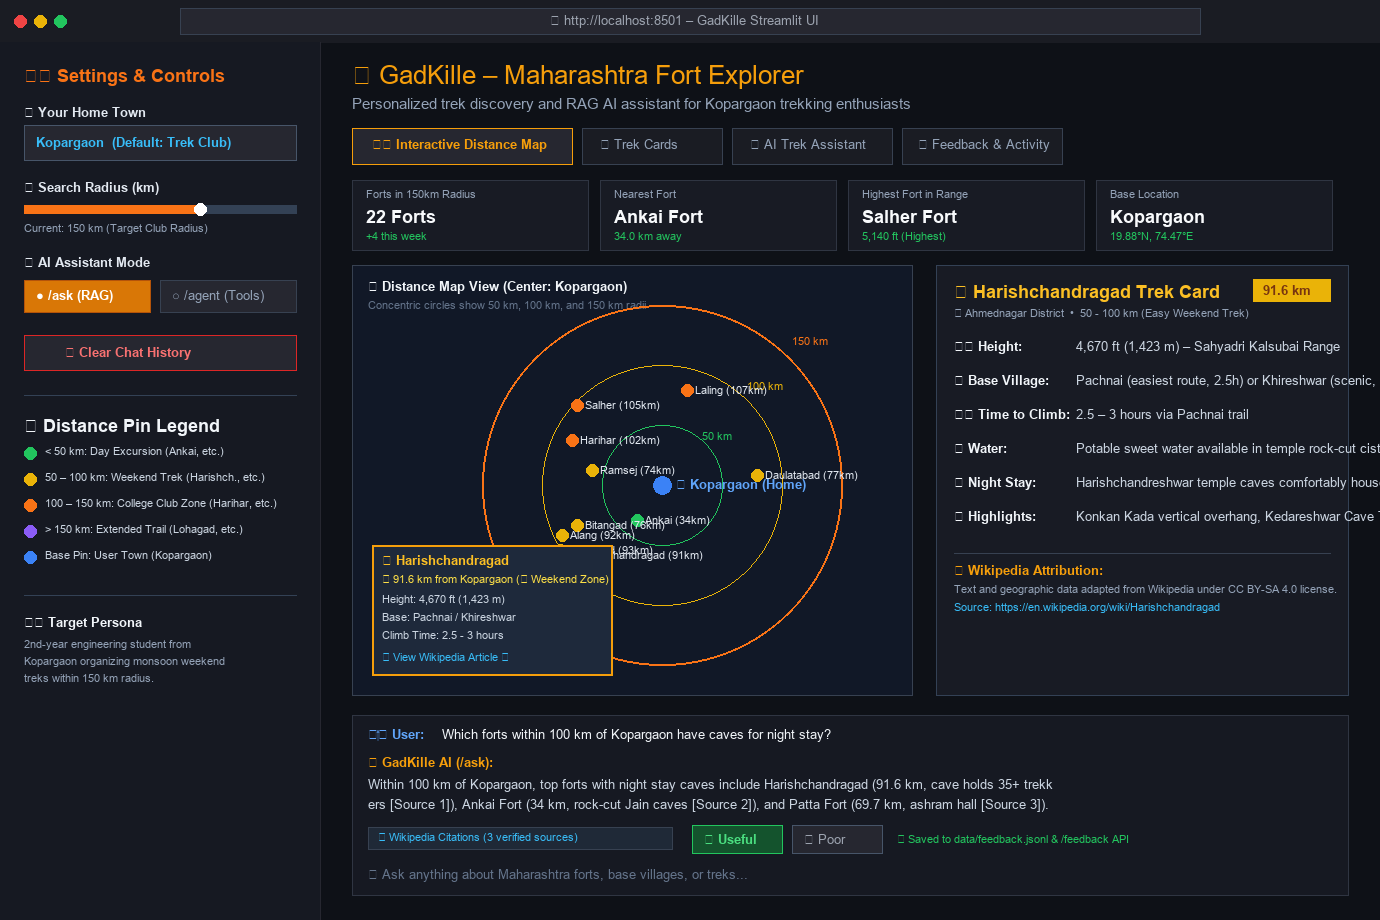 http://localhost:8501 – GadKille Streamlit UI
Settings & Controls
Your Home Town
Kopargaon (Default: Trek Club)
Search Radius (km)
Current: 150 km (Target Club Radius)
AI Assistant Mode
● /ask (RAG)
○ /agent (Tools)
Clear Chat History
Distance Pin Legend
< 50 km: Day Excursion (Ankai, etc.)
50 – 100 km: Weekend Trek (Harishch., etc.)
100 – 150 km: College Club Zone (Harihar, etc.)
> 150 km: Extended Trail (Lohagad, etc.)
Base Pin: User Town (Kopargaon)
Target Persona
2nd-year engineering student from
Kopargaon organizing monsoon weekend
treks within 150 km radius.
GadKille – Maharashtra Fort Explorer
Personalized trek discovery and RAG AI assistant for Kopargaon trekking enthusiasts
Interactive Distance Map
Trek Cards
AI Trek Assistant
Feedback & Activity
Forts in 150km Radius
22 Forts
+4 this week
Nearest Fort
Ankai Fort
34.0 km away
Highest Fort in Range
Salher Fort
5,140 ft (Highest)
Base Location
Kopargaon
19.88°N, 74.47°E
Distance Map View (Center: Kopargaon)
Concentric circles show 50 km, 100 km, and 150 km radii
150 km
100 km
Laling (107km)
Salher (105km)
50 km
Harihar (102km)
Ramsej (74km)
Daulatabad (77km)
Kopargaon (Home)
Ankai (34km)
Bitangad (76km)
Alang (92km)
(93km)
handragad (91km)
Harishchandragad
91.6 km from Kopargaon (Weekend Zone)
Height: 4,670 ft (1,423 m)
Base: Pachnai / Khireshwar
Climb Time: 2.5 - 3 hours
View Wikipedia Article
Harishchandragad Trek Card
91.6 km
Ahmednagar District • 50 - 100 km (Easy Weekend Trek)
Height: 4,670 ft (1,423 m) – Sahyadri Kalsubai Range
Base Village: Pachnai (easiest route, 2.5h) or Khireshwar (scenic,
Time to Climb: 2.5 – 3 hours via Pachnai trail
Water: Potable sweet water available in temple rock-cut cist
Night Stay: Harishchandreshwar temple caves comfortably hous
Highlights: Konkan Kada vertical overhang, Kedareshwar Cave
Wikipedia Attribution:
Text and geographic data adapted from Wikipedia under CC BY-SA 4.0 license.
Source: https://en.wikipedia.org/wiki/Harishchandragad
User: Which forts within 100 km of Kopargaon have caves for night stay?
GadKille AI (/ask):
Within 100 km of Kopargaon, top forts with night stay caves include Harishchandragad (91.6 km, cave holds 35+ trekk
ers [Source 1]), Ankai Fort (34 km, rock-cut Jain caves [Source 2]), and Patta Fort (69.7 km, ashram hall [Source 3]).
Wikipedia Citations (3 verified sources)
Useful
Poor
Saved to data/feedback.jsonl & /feedback API
Ask anything about Maharashtra forts, base villages, or treks...